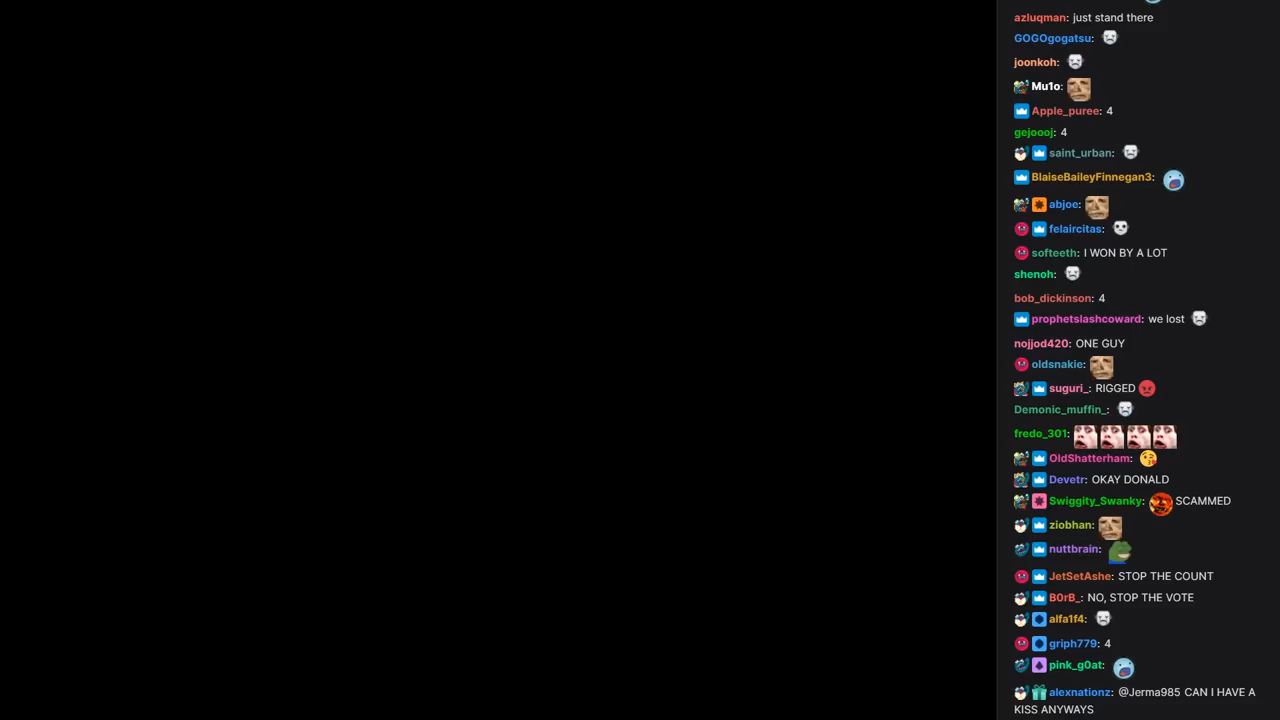 azluqman: just stand there
GOGOgogatsu:
joonkoh:
Mu1o:
Apple_puree: 4
gejoooj: 4
saint_urban:
BlaiseBaileyFinnegan3:
abjoe:
felaircitas:
softeeth: I WON BY A LOT
shenoh:
bob_dickinson: 4
prophetslashcoward: we lost
nojjod420: ONE GUY
oldsnakie:
suguri_: RIGGED
Demonic_muffin_:
fredo_301:
OldShatterham:
Devetr: OKAY DONALD
Swiggity_Swanky: SCAMMED
ziobhan:
nuttbrain:
JetSetAshe: STOP THE COUNT
B0rB_: NO, STOP THE VOTE
alfa1f4:
griph779: 4
pink_g0at:
alexnationz: @Jerma985 CAN I HAVE A
KISS ANYWAYS